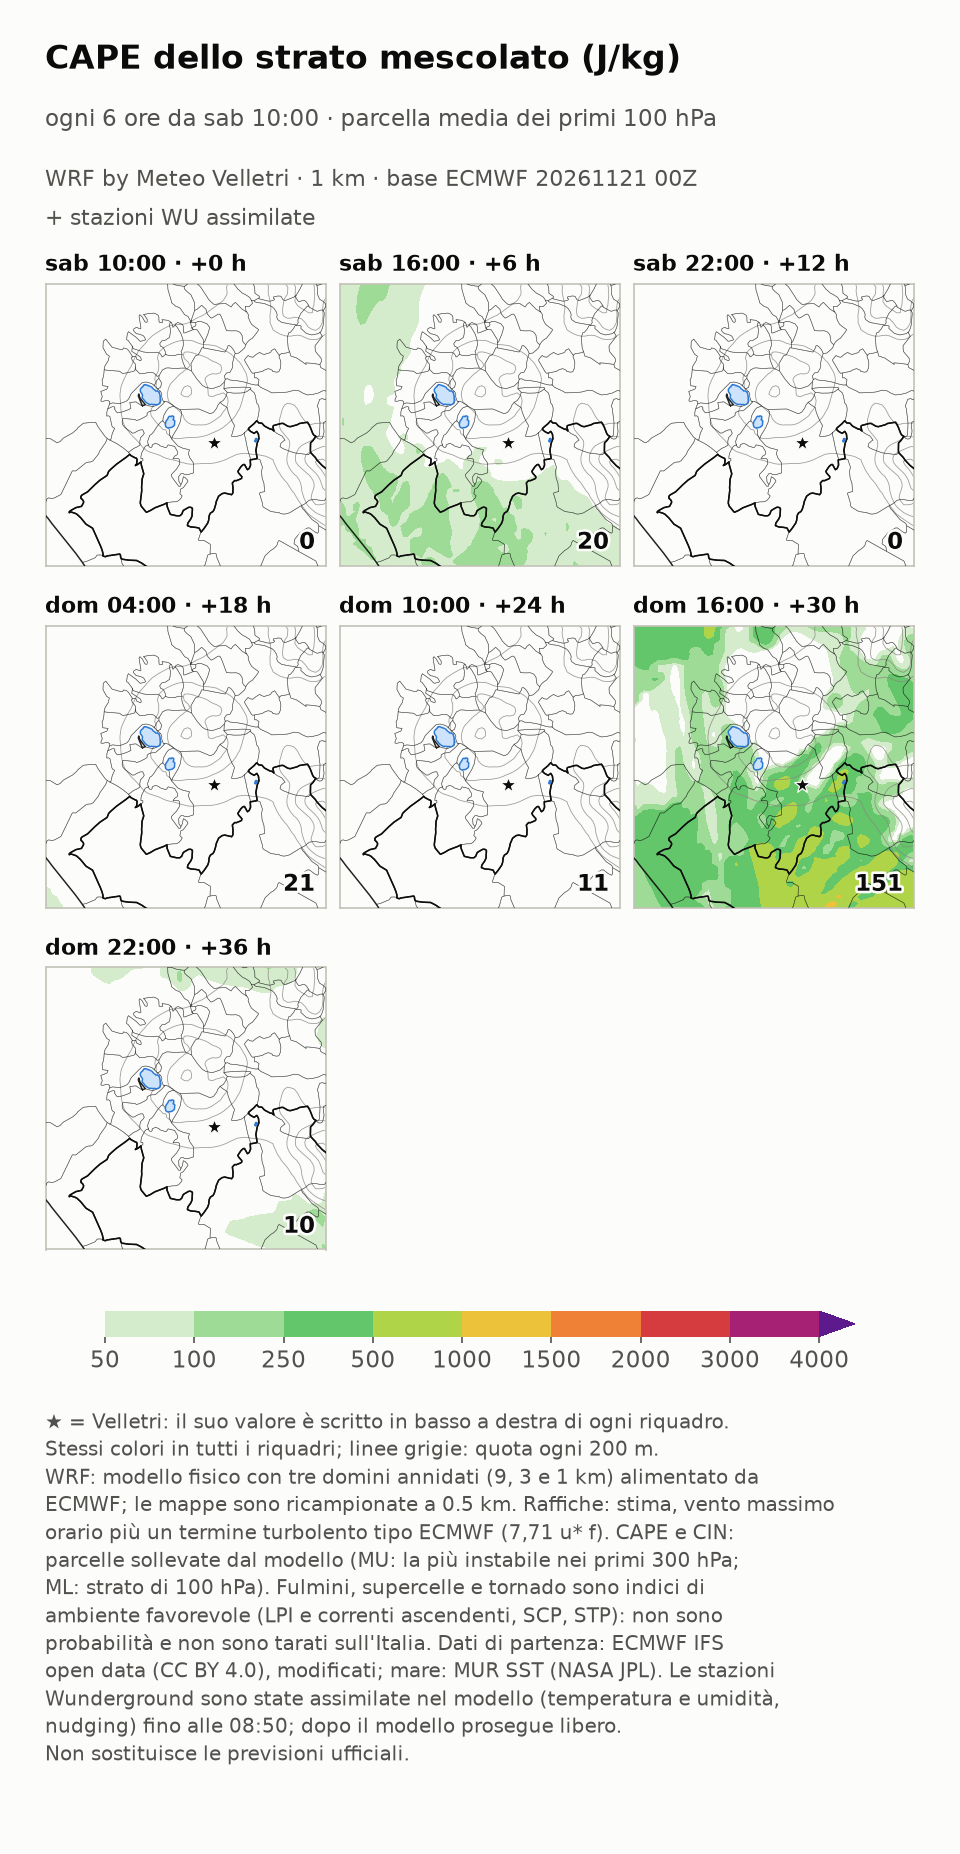 CAPE dello strato mescolato (J/kg)
ogni 6 ore da sab 10:00 · parcella media dei primi 100 hPa
WRF by Meteo Velletri · 1 km · base ECMWF 20261121 00Z
+ stazioni WU assimilate
sab 10:00 · +0 h
sab 16:00 · +6 h
sab 22:00 · +12 h
0
20
0
dom 04:00 · +18 h
dom 10:00 · +24 h
dom 16:00 · +30 h
21
11
151
dom 22:00 · +36 h
10
50 100 250 500 1000 1500 2000 3000 4000
★ = Velletri: il suo valore è scritto in basso a destra di ogni riquadro.
Stessi colori in tutti i riquadri; linee grigie: quota ogni 200 m.
WRF: modello fisico con tre domini annidati (9, 3 e 1 km) alimentato da
ECMWF; le mappe sono ricampionate a 0.5 km. Raffiche: stima, vento massimo
orario più un termine turbolento tipo ECMWF (7,71 u* f). CAPE e CIN:
parcelle sollevate dal modello (MU: la più instabile nei primi 300 hPa;
ML: strato di 100 hPa). Fulmini, supercelle e tornado sono indici di
ambiente favorevole (LPI e correnti ascendenti, SCP, STP): non sono
probabilità e non sono tarati sull'Italia. Dati di partenza: ECMWF IFS
open data (CC BY 4.0), modificati; mare: MUR SST (NASA JPL). Le stazioni
Wunderground sono state assimilate nel modello (temperatura e umidità,
nudging) fino alle 08:50; dopo il modello prosegue libero.
Non sostituisce le previsioni ufficiali.